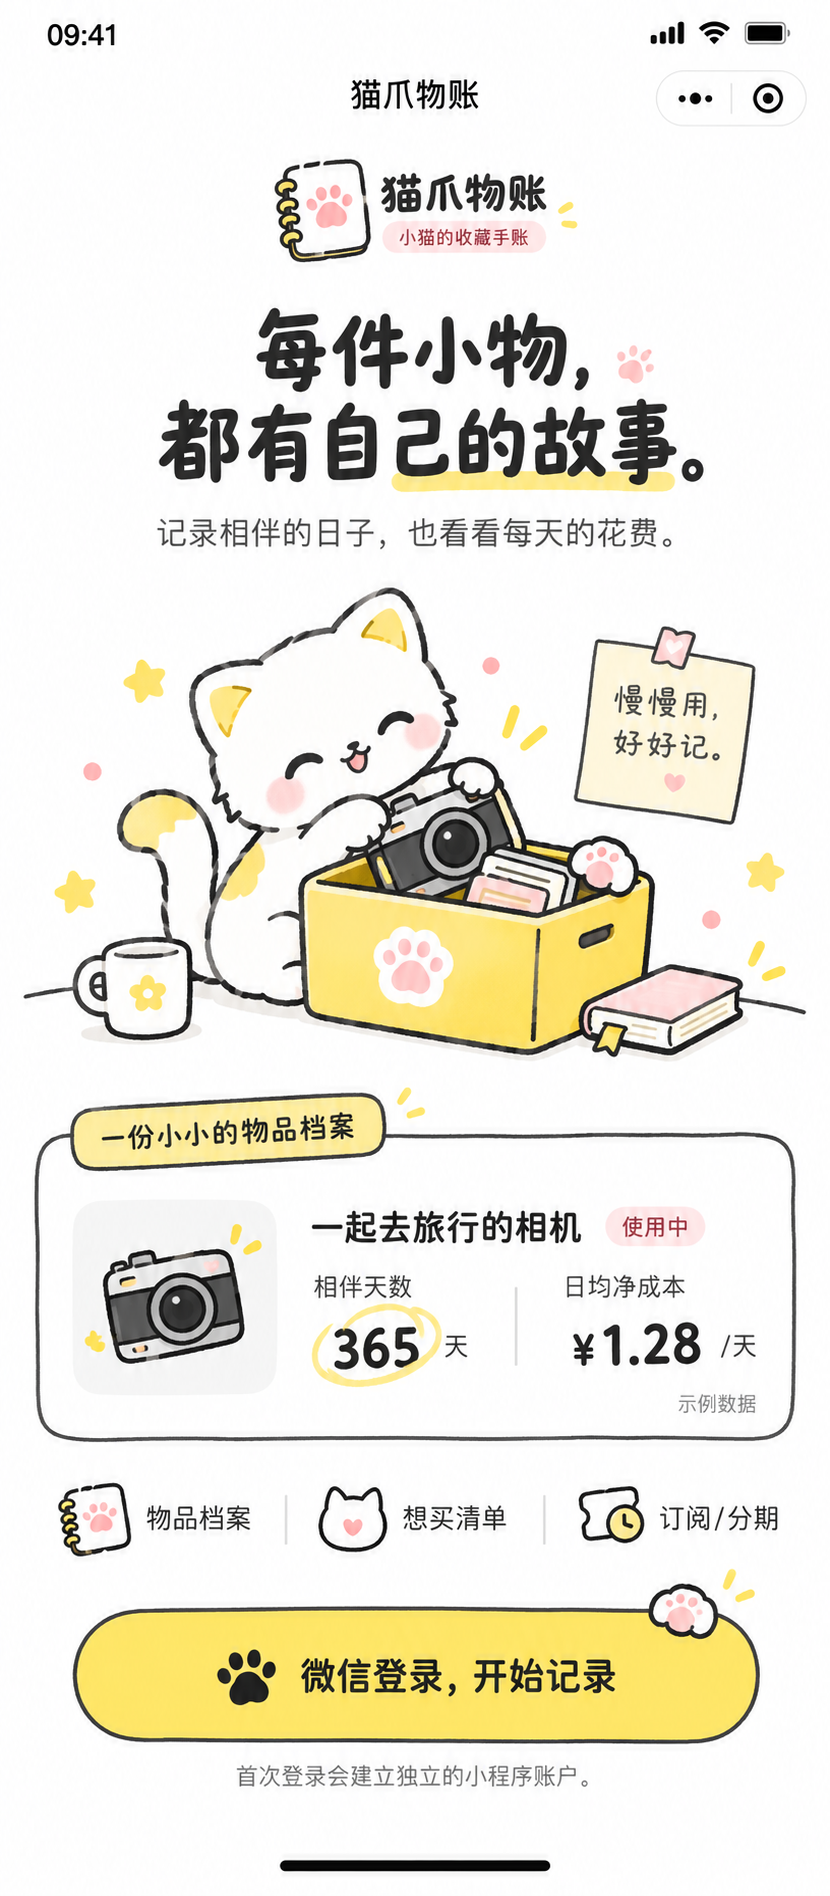 09:41
猫爪物账
猫爪物账
小猫的收藏手账
每件小物，
都有自己的故事。
记录相伴的日子，也看看每天的花费。
慢慢用，
好好记。
一份小小的物品档案
一起去旅行的相机 使用中
相伴天数 日均净成本
365 天 ¥1.28 /天
示例数据
物品档案 想买清单 订阅/分期
微信登录，开始记录
首次登录会建立独立的小程序账户。